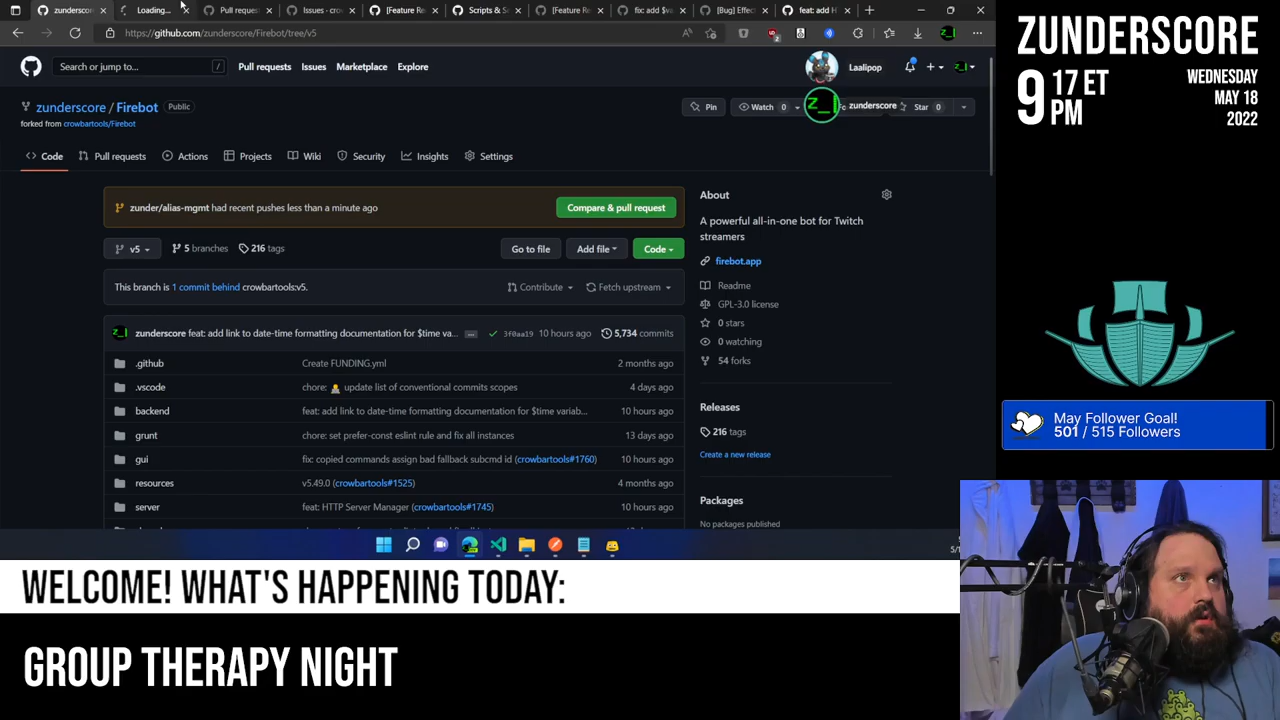 zunderscore
Loading...
Pull reques
Issues - cro
[Feature Re
Scripts & Sc
[Feature Re
fix: add $va
[Bug] Effec
feat: add H
https://github.com/zunderscore/Firebot/tree/v5
Search or jump to...
/
Pull requests
Issues
Marketplace
Explore
Laalipop
zunderscore / Firebot
Public
forked from crowbartools/Firebot
Pin
Watch 0
zunderscore
Star 0
Code
Pull requests
Actions
Projects
Wiki
Security
Insights
Settings
zunder/alias-mgmt had recent pushes less than a minute ago
Compare & pull request
v5
5 branches
216 tags
Go to file
Add file
Code
This branch is 1 commit behind crowbartools:v5.
Contribute
Fetch upstream
zunderscore feat: add link to date-time formatting documentation for $time va...
3f0aa19 10 hours ago
5,734 commits
.github
Create FUNDING.yml
2 months ago
.vscode
chore: update list of conventional commits scopes
4 days ago
backend
feat: add link to date-time formatting documentation for $time variab...
10 hours ago
grunt
chore: set prefer-const eslint rule and fix all instances
13 days ago
gui
fix: copied commands assign bad fallback subcmd id (crowbartools#1760)
10 hours ago
resources
v5.49.0 (crowbartools#1525)
4 months ago
server
feat: HTTP Server Manager (crowbartools#1745)
10 hours ago
About
A powerful all-in-one bot for Twitch
streamers
firebot.app
Readme
GPL-3.0 license
0 stars
0 watching
54 forks
Releases
216 tags
Create a new release
Packages
No packages published
ZUNDERSCORE
9 17 ET
PM
WEDNESDAY
MAY 18
2022
May Follower Goal!
501 / 515 Followers
WELCOME! WHAT'S HAPPENING TODAY:
GROUP THERAPY NIGHT